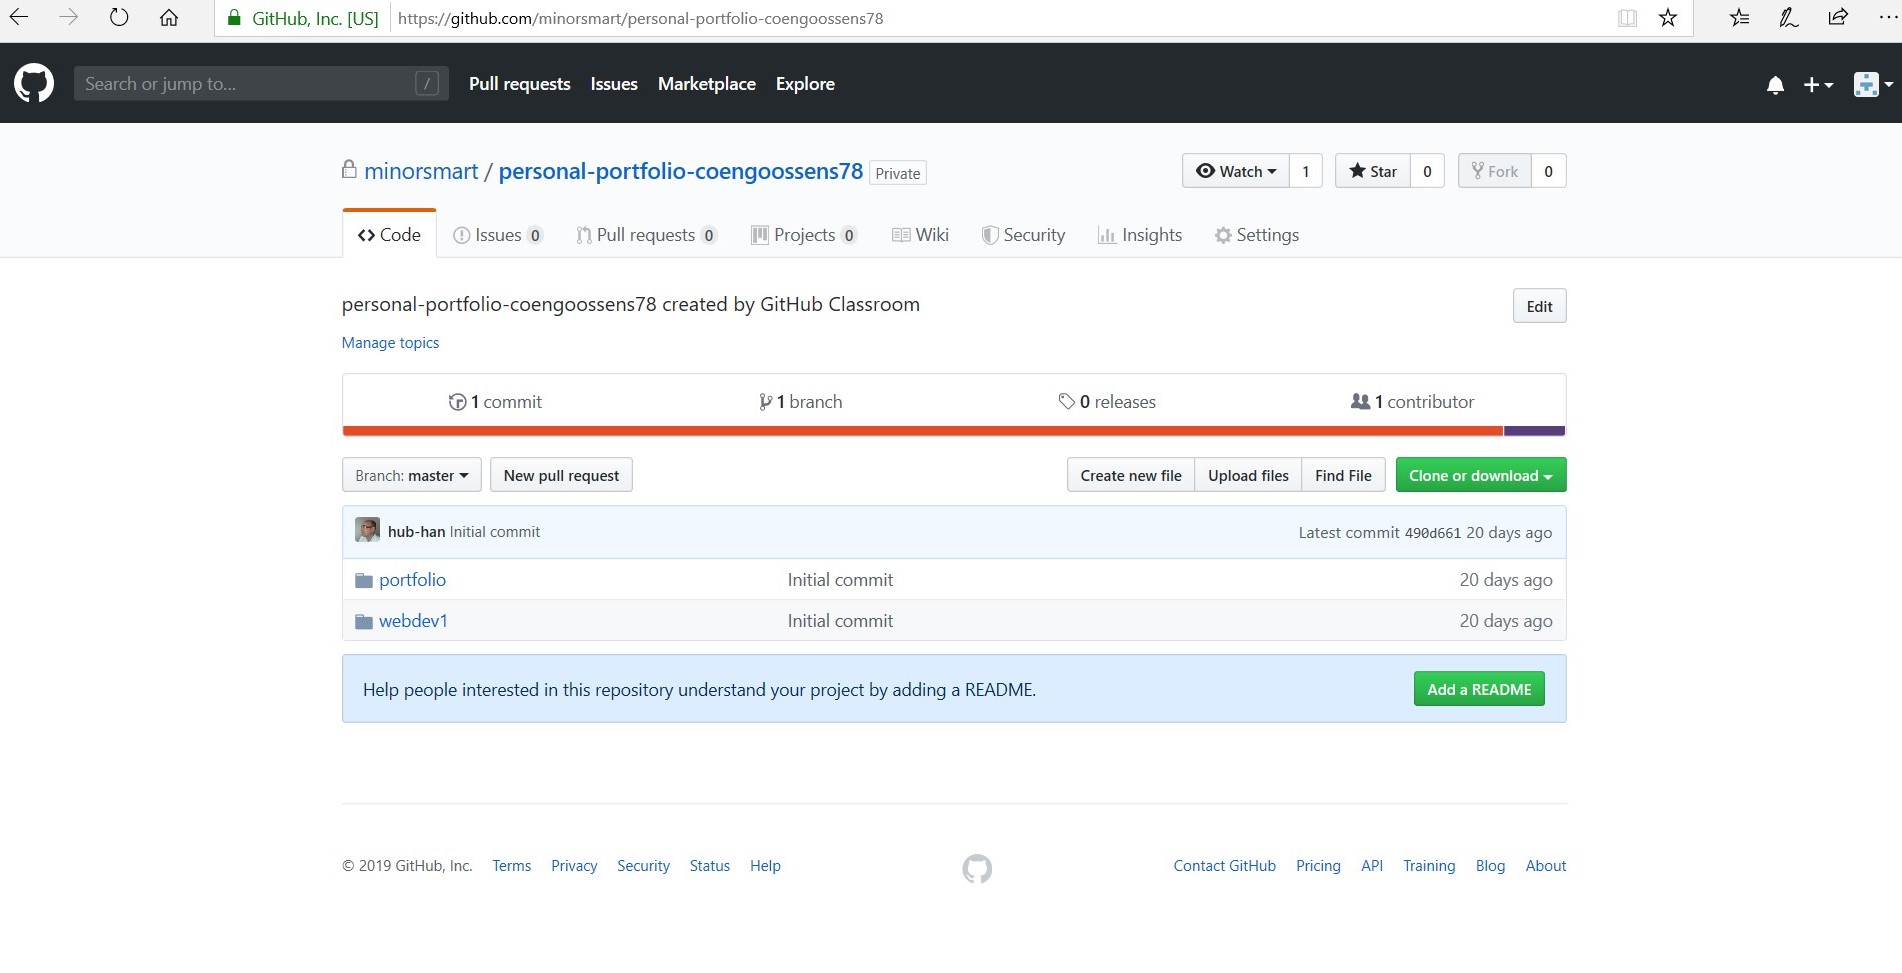 GitHub, Inc. [US] https://github.com/minorsmart/personal-portfolio-coengoossens78
Search or jump to... / Pull requests Issues Marketplace Explore
minorsmart / personal-portfolio-coengoossens78 Private Watch 1 Star 0 Fork 0
Code Issues 0 Pull requests 0 Projects 0 Wiki Security Insights Settings
personal-portfolio-coengoossens78 created by GitHub Classroom Edit
Manage topics
1 commit 1 branch 0 releases 1 contributor
Branch: master New pull request Create new file Upload files Find File Clone or download
hub-han Initial commit Latest commit 490d661 20 days ago
portfolio Initial commit 20 days ago
webdev1 Initial commit 20 days ago
Help people interested in this repository understand your project by adding a README. Add a README
© 2019 GitHub, Inc. Terms Privacy Security Status Help Contact GitHub Pricing API Training Blog About